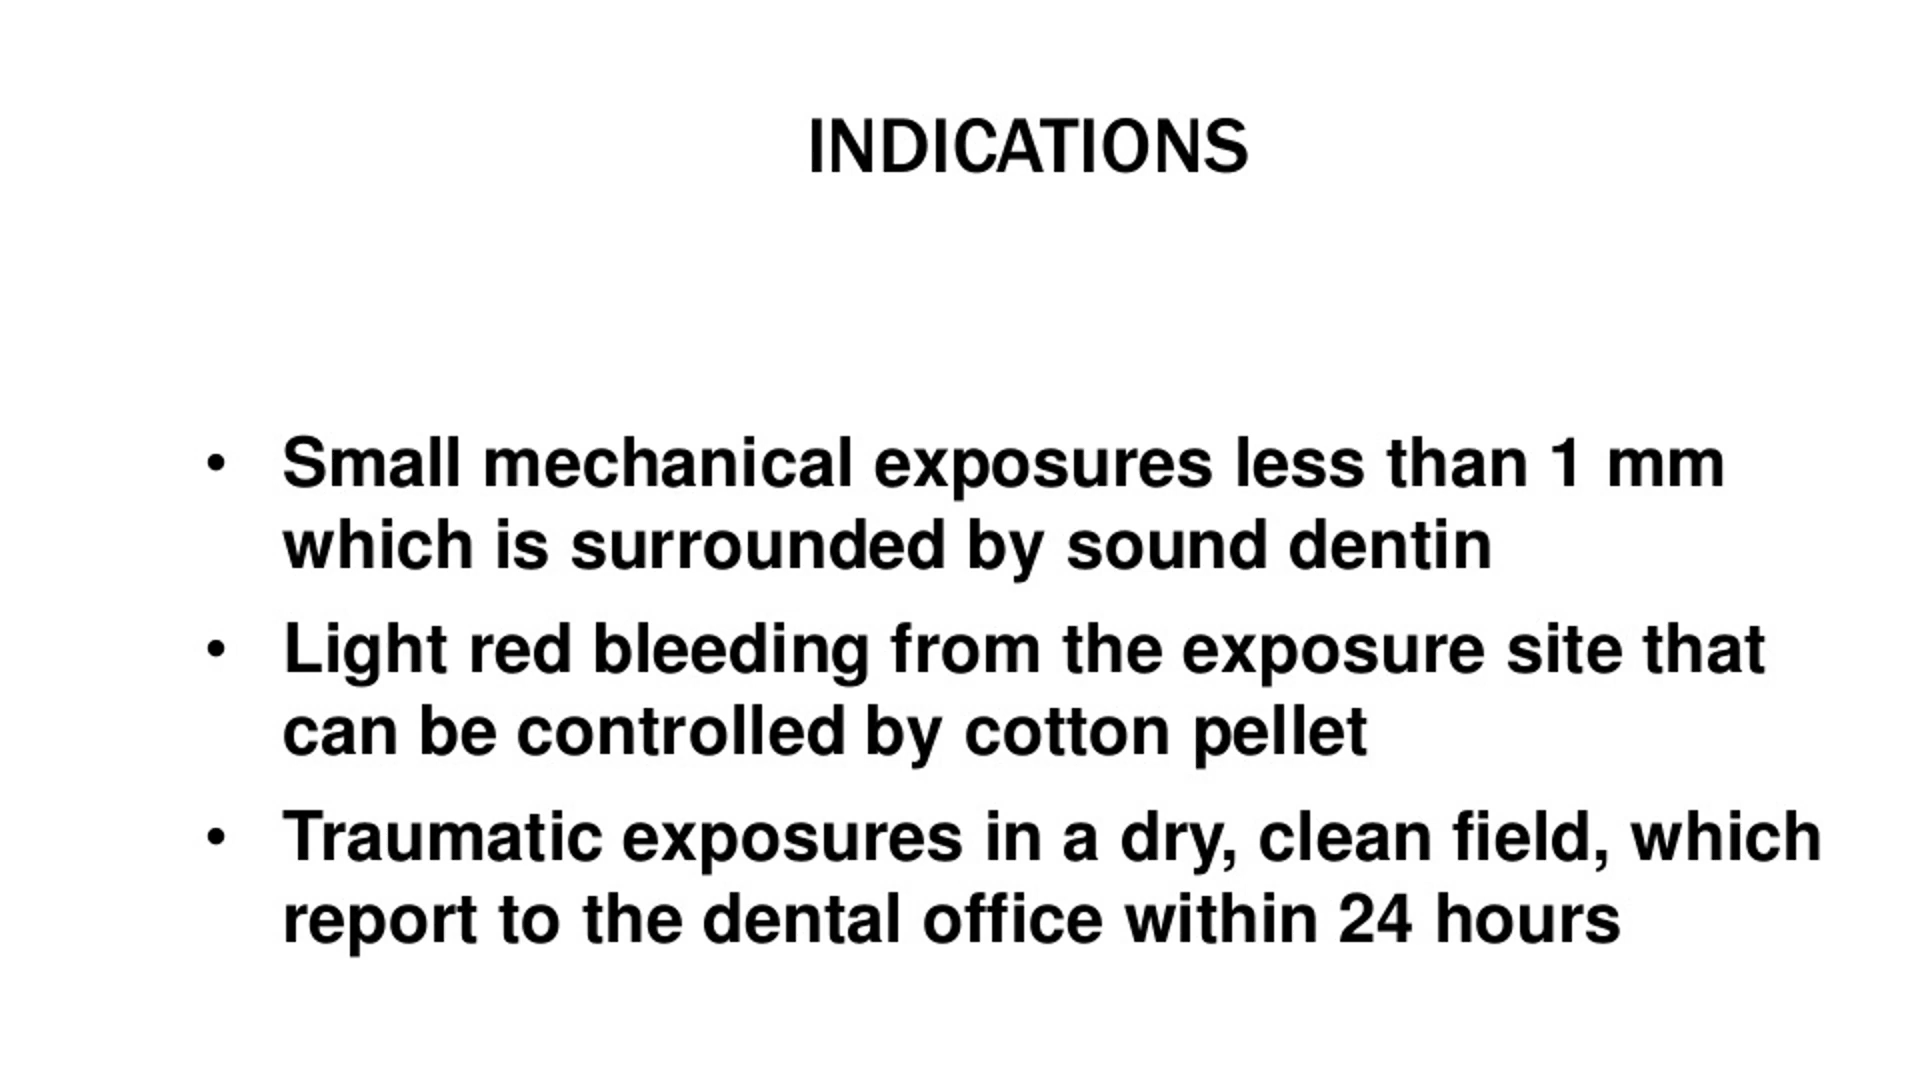 INDICATIONS
• Small mechanical exposures less than 1 mm
which is surrounded by sound dentin
• Light red bleeding from the exposure site that
can be controlled by cotton pellet
• Traumatic exposures in a dry, clean field, which
report to the dental office within 24 hours